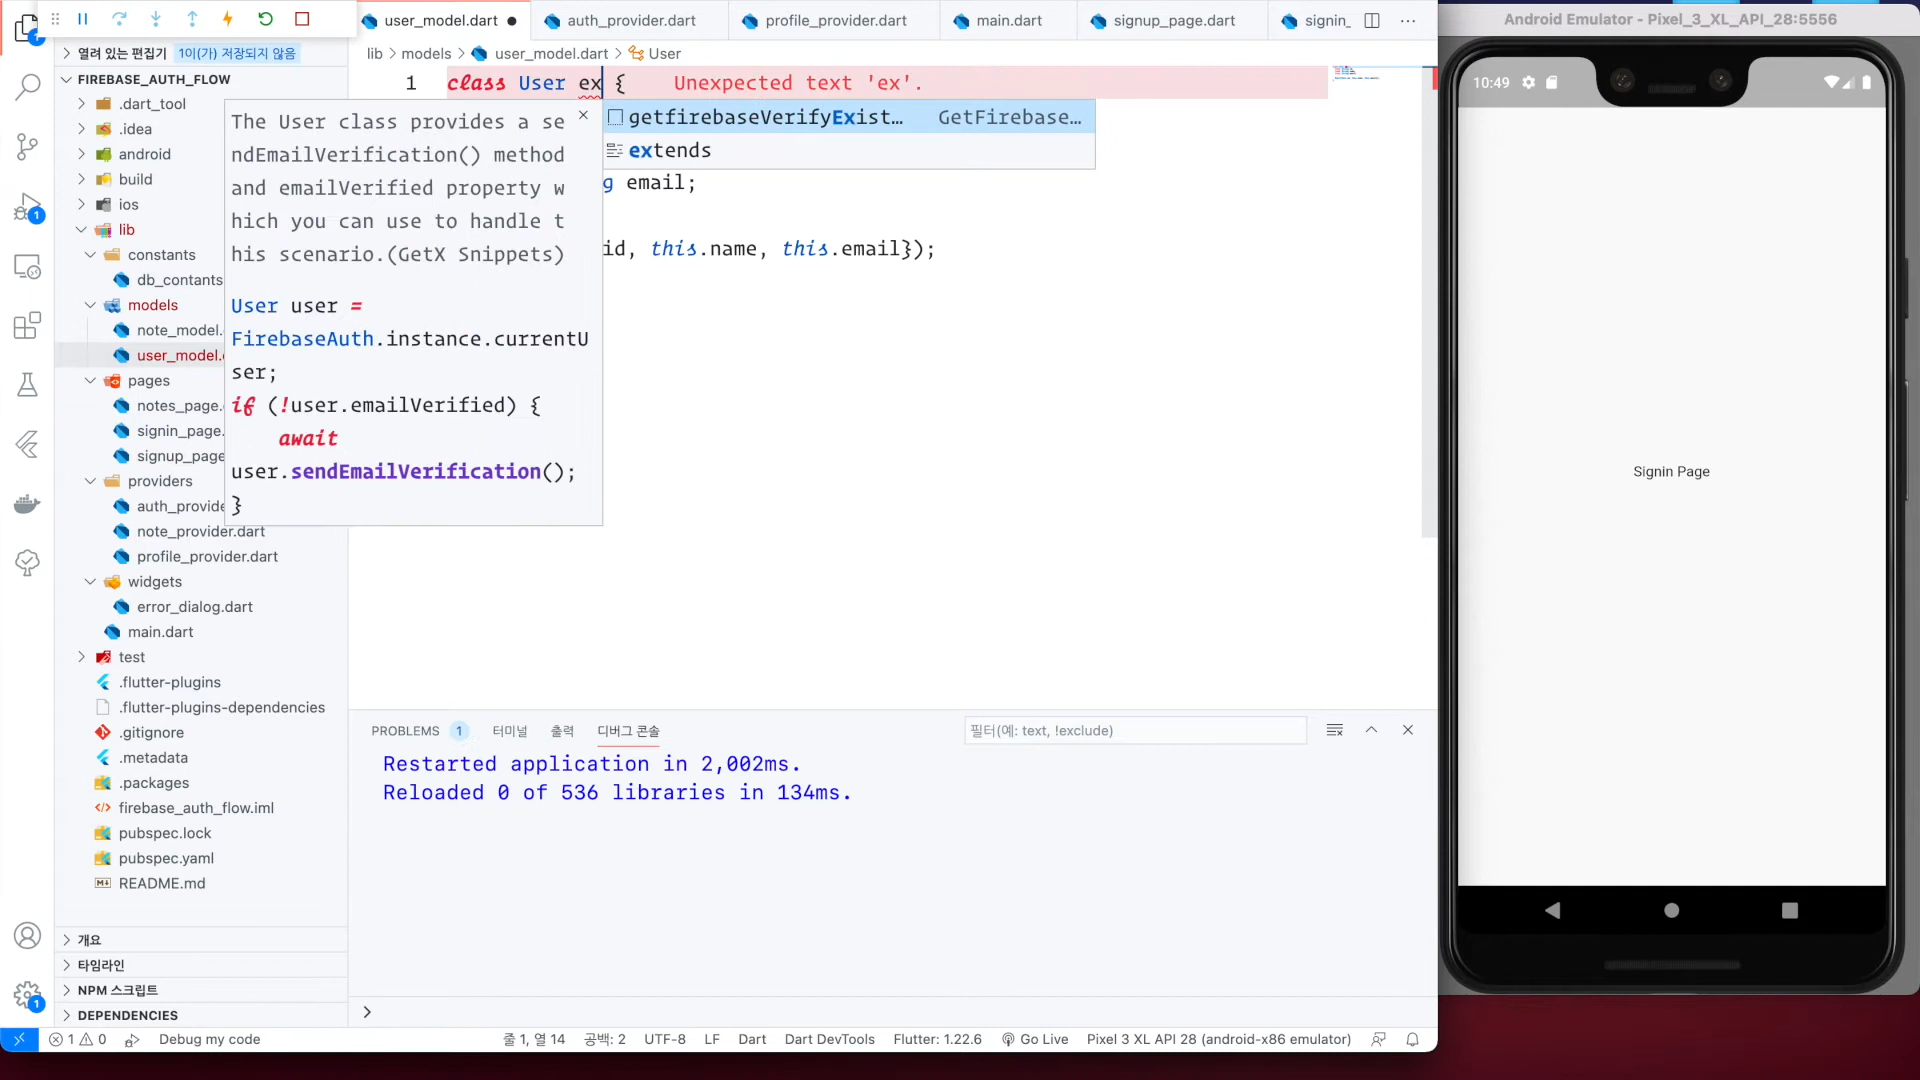 user_model.dart
auth_provider.dart
profile_provider.dart
main.dart
signup_page.dart
signin_
Android Emulator - Pixel_3_XL_API_28:5556
열려 있는 편집기
1이(가) 저장되지 않음
lib
models
user_model.dart
User
FIREBASE_AUTH_FLOW
.dart_tool
.idea
android
build
ios
lib
constants
db_contants
models
note_model.
user_model.
pages
notes_page.
signin_page.
signup_page
providers
auth_provide
note_provider.dart
profile_provider.dart
widgets
error_dialog.dart
main.dart
test
.flutter-plugins
.flutter-plugins-dependencies
.gitignore
.metadata
.packages
firebase_auth_flow.iml
pubspec.lock
pubspec.yaml
README.md
개요
타임라인
NPM 스크립트
DEPENDENCIES
1 class User ex { Unexpected text 'ex'.
The User class provides a se
ndEmailVerification() method
and emailVerified property w
hich you can use to handle t
his scenario.(GetX Snippets)
User user =
FirebaseAuth.instance.currentU
ser;
if (!user.emailVerified) {
await
user.sendEmailVerification();
}
getfirebaseVerifyExist… GetFirebase…
extends
g email;
id, this.name, this.email});
PROBLEMS 1
터미널
출력
디버그 콘솔
필터(예: text, !exclude)
Restarted application in 2,002ms.
Reloaded 0 of 536 libraries in 134ms.
1
1
1
1 0
Debug my code
줄 1, 열 14
공백: 2
UTF-8
LF
Dart
Dart DevTools
Flutter: 1.22.6
Go Live
Pixel 3 XL API 28 (android-x86 emulator)
10:49
Signin Page